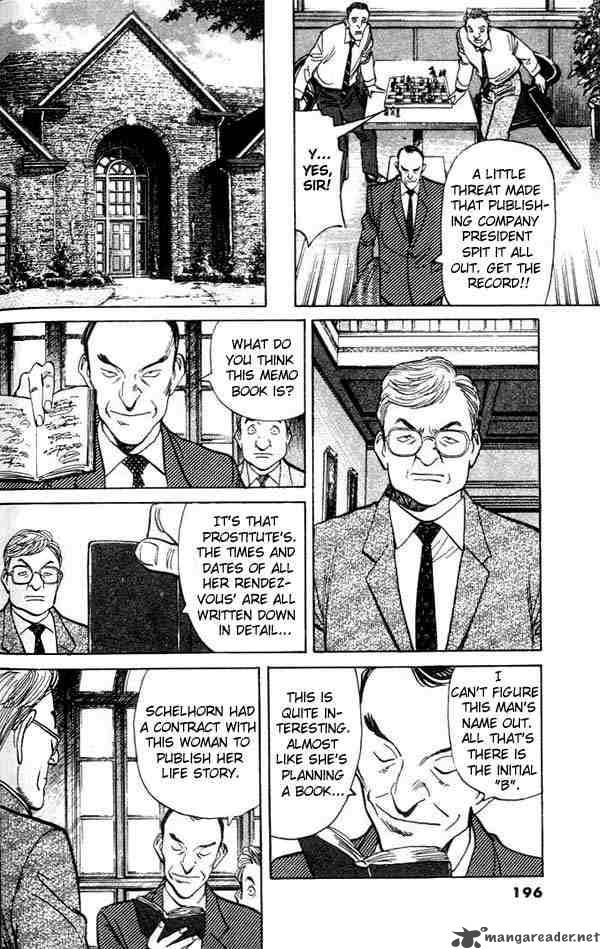 A LITTLE
THREAT MADE
THAT PUBLISH-
ING COMPANY
PRESIDENT
SPIT IT ALL
OUT. GET THE
RECORD!!
Y...
YES,
SIR!
WHAT DO
YOU THINK
THIS MEMO
BOOK IS?
IT'S THAT
PROSTITUTE'S.
THE TIMES AND
DATES OF ALL
HER RENDEZ-
VOUS' ARE ALL
WRITTEN DOWN
IN DETAIL...
I
CAN'T FIGURE
THIS MAN'S
NAME OUT.
ALL THAT'S
THERE IS
THE INITIAL
"B".
THIS IS
QUITE IN-
TERESTING.
ALMOST
LIKE SHE'S
PLANNING
A BOOK...
SCHELHORN HAD
A CONTRACT WITH
THIS WOMAN TO
PUBLISH HER
LIFE STORY.
196
mangareader.net